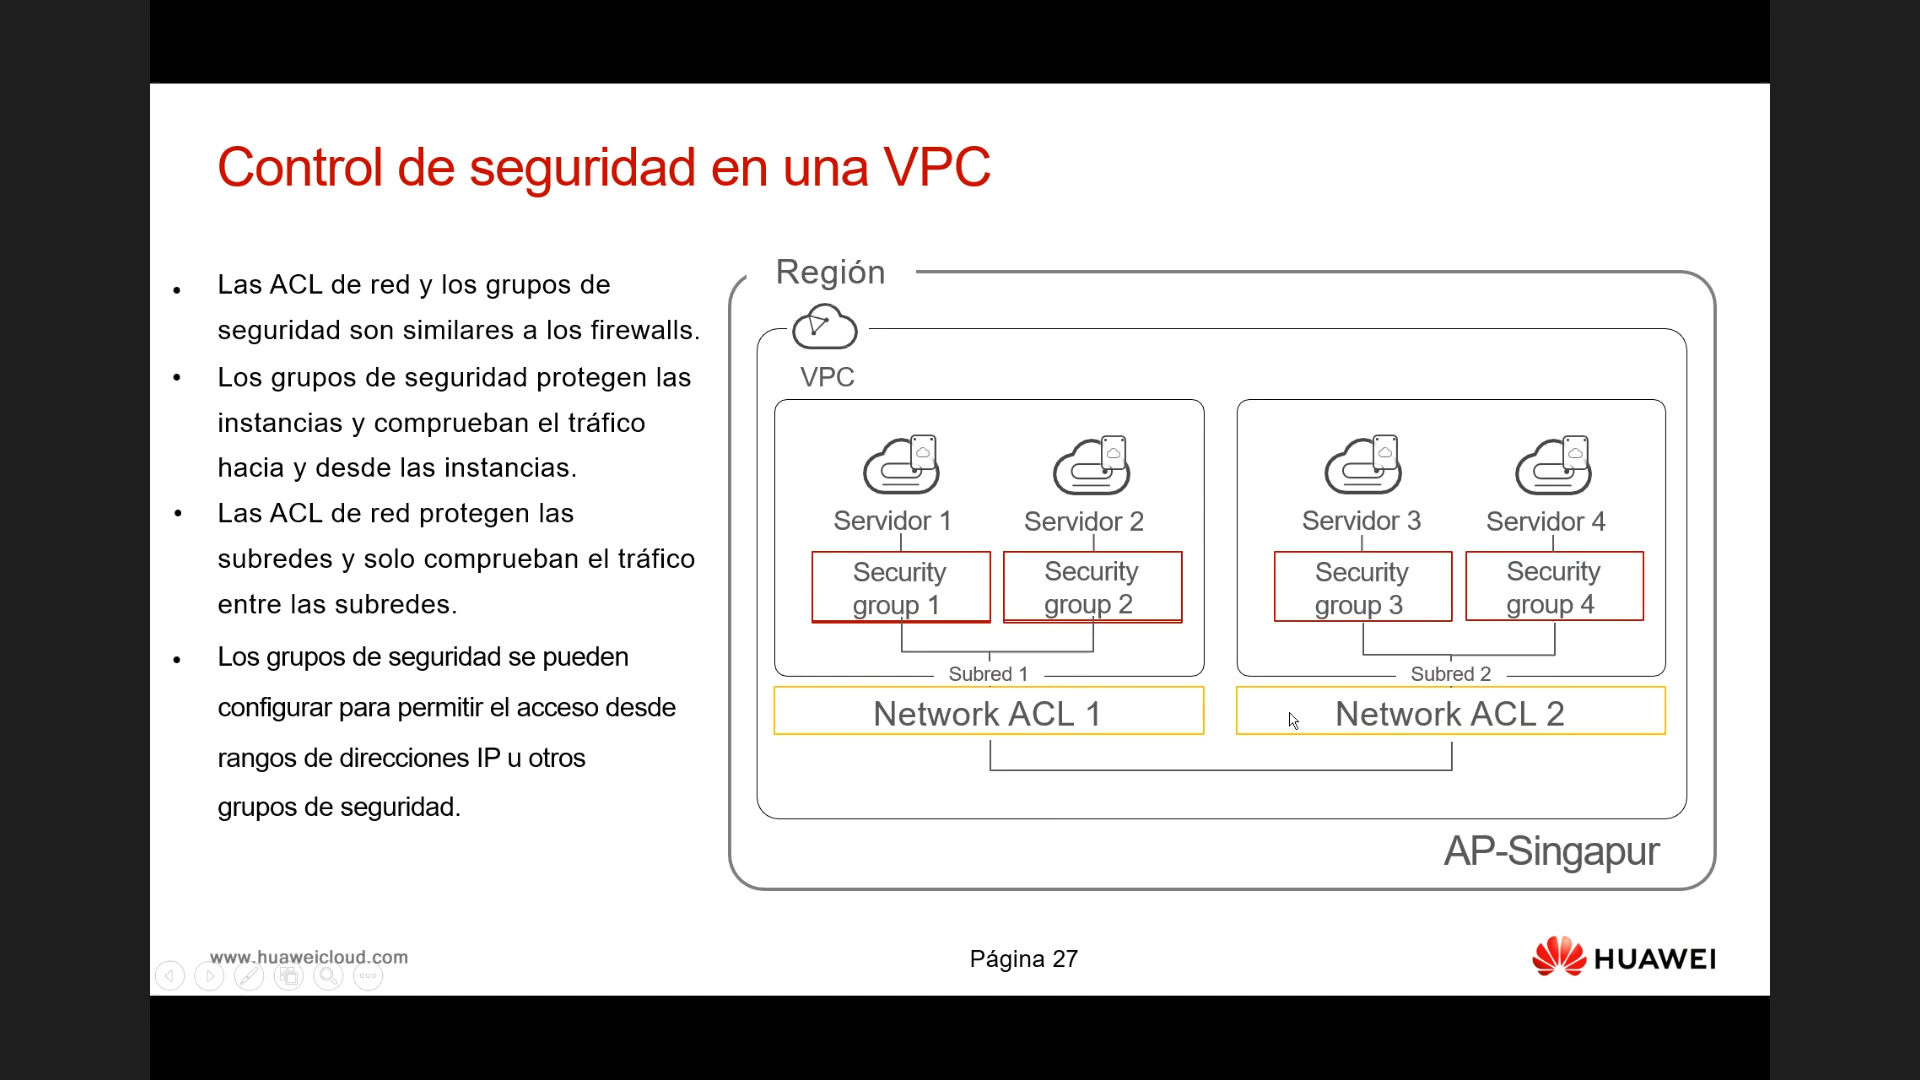 Control de seguridad en una VPC
• Las ACL de red y los grupos de
seguridad son similares a los firewalls.
• Los grupos de seguridad protegen las
instancias y comprueban el tráfico
hacia y desde las instancias.
• Las ACL de red protegen las
subredes y solo comprueban el tráfico
entre las subredes.
• Los grupos de seguridad se pueden
configurar para permitir el acceso desde
rangos de direcciones IP u otros
grupos de seguridad.
Región
VPC
Servidor 1
Servidor 2
Security
group 1
Security
group 2
Subred 1
Network ACL 1
Servidor 3
Servidor 4
Security
group 3
Security
group 4
Subred 2
Network ACL 2
AP-Singapur
www.huaweicloud.com
Página 27
HUAWEI